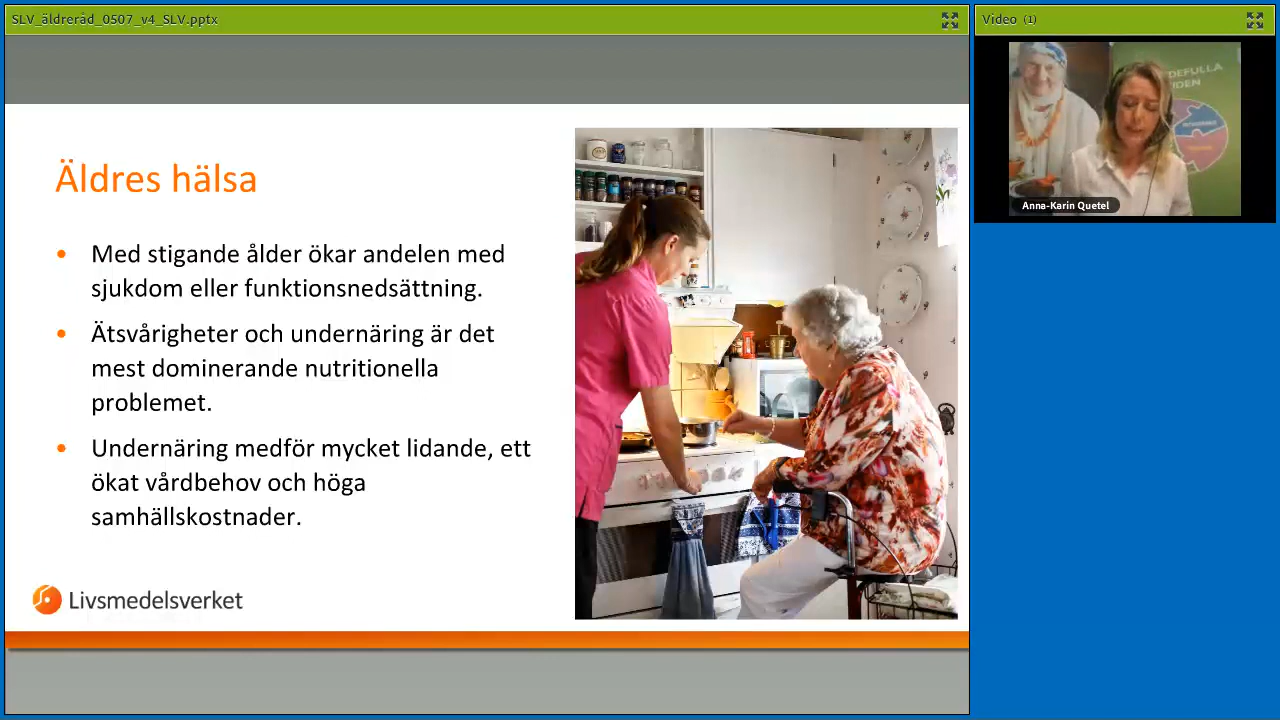 SLV_äldreråd_0507_v4_SLV.pptx
Video (1)
Anna-Karin Quetel
Äldres hälsa
• Med stigande ålder ökar andelen med
sjukdom eller funktionsnedsättning.
• Ätsvårigheter och undernäring är det
mest dominerande nutritionella
problemet.
• Undernäring medför mycket lidande, ett
ökat vårdbehov och höga
samhällskostnader.
Livsmedelsverket